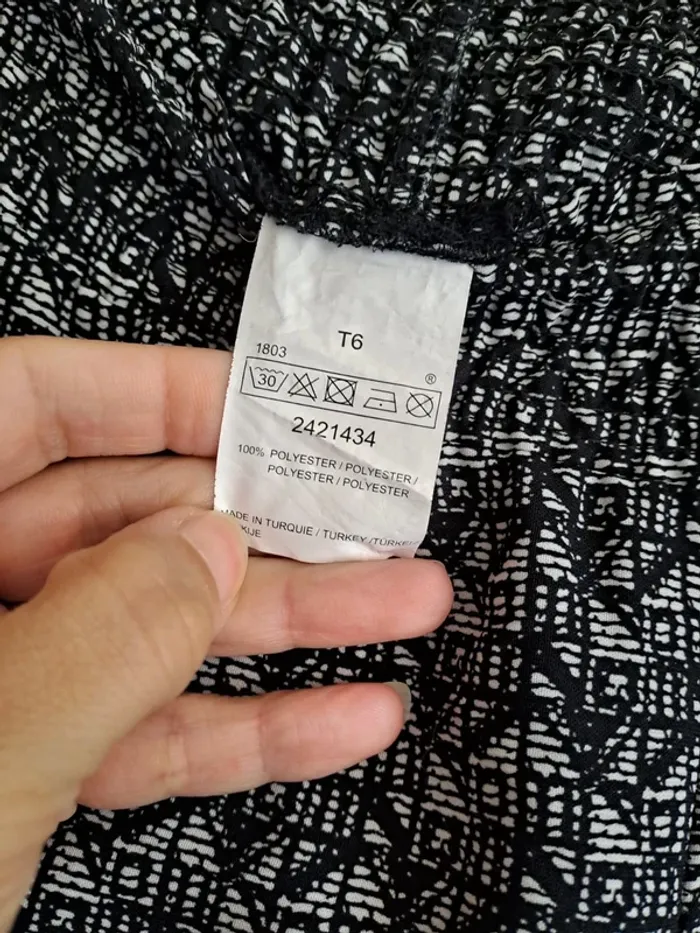 T6
1803
®
30
2421434
100% POLYESTER / POLYESTER /
POLYESTER / POLYESTER
MADE IN TURQUIE / TURKEY /